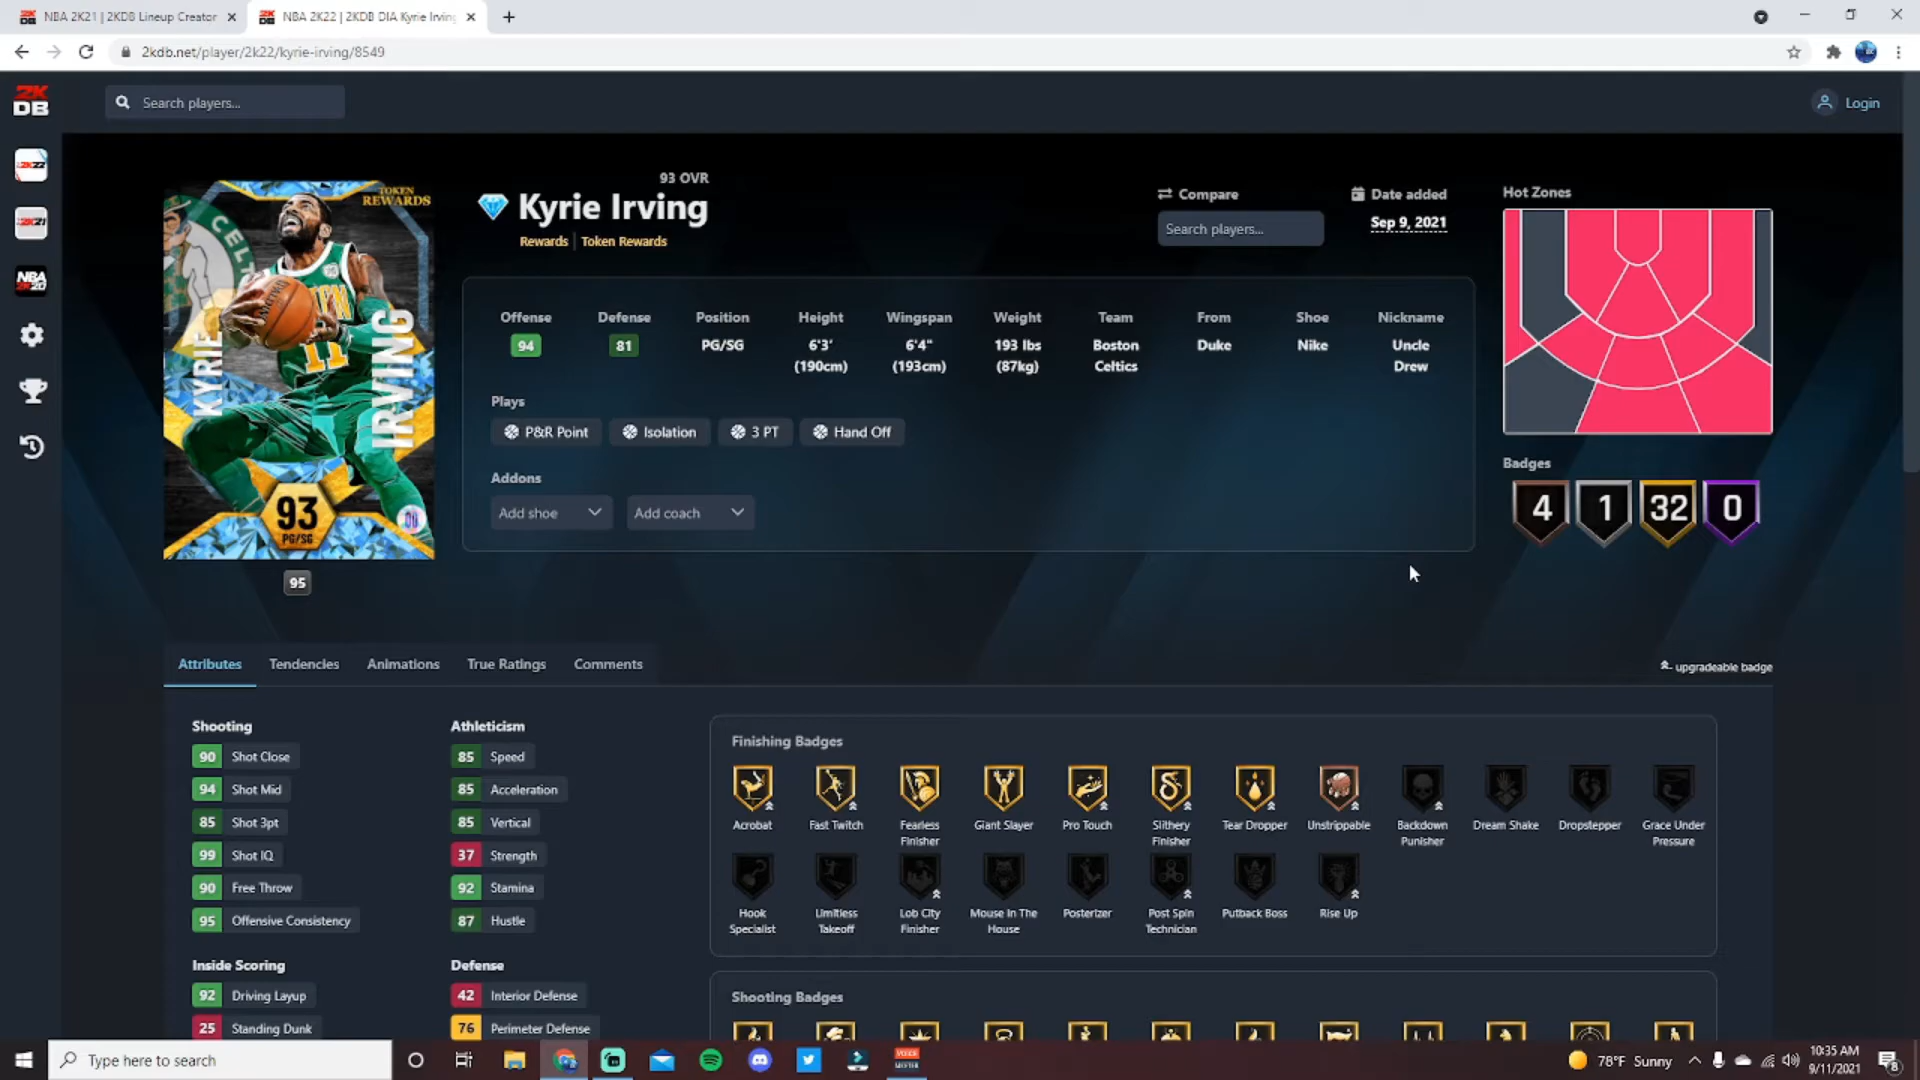 NBA 2K21 | 2KDB Lineup Creator
NBA 2K22 | 2KDB DIA Kyrie Irving
2kdb.net/player/2k22/kyrie-irving/8549
2K DB
Search players...
Login
2K22
2K21
NBA 2K20
TOKEN REWARDS
CELT
KYRIE
IRVING
11
93
PG/SG
95
93 OVR
Kyrie Irving
Rewards | Token Rewards
Compare
Search players...
Date added
Sep 9, 2021
Hot Zones
Offense Defense Position Height Wingspan Weight Team From Shoe Nickname
94 81 PG/SG 6'3' 6'4" 193 lbs Boston Duke Nike Uncle
(190cm) (193cm) (87kg) Celtics Drew
Plays
P&R Point Isolation 3 PT Hand Off
Addons
Add shoe Add coach
Badges
4 1 32 0
Attributes Tendencies Animations True Ratings Comments
upgradeable badge
Shooting
90 Shot Close
94 Shot Mid
85 Shot 3pt
99 Shot IQ
90 Free Throw
95 Offensive Consistency
Inside Scoring
92 Driving Layup
25 Standing Dunk
Athleticism
85 Speed
85 Acceleration
85 Vertical
37 Strength
92 Stamina
87 Hustle
Defense
42 Interior Defense
76 Perimeter Defense
Finishing Badges
Acrobat Fast Twitch Fearless Finisher Giant Slayer Pro Touch Slithery Finisher Tear Dropper Unstrippable Backdown Punisher Dream Shake Dropstepper Grace Under Pressure
Hook Specialist Limitless Takeoff Lob City Finisher Mouse In The House Posterizer Post Spin Technician Putback Boss Rise Up
Shooting Badges
Type here to search
VOICE
78°F Sunny
10:35 AM
9/11/2021
8